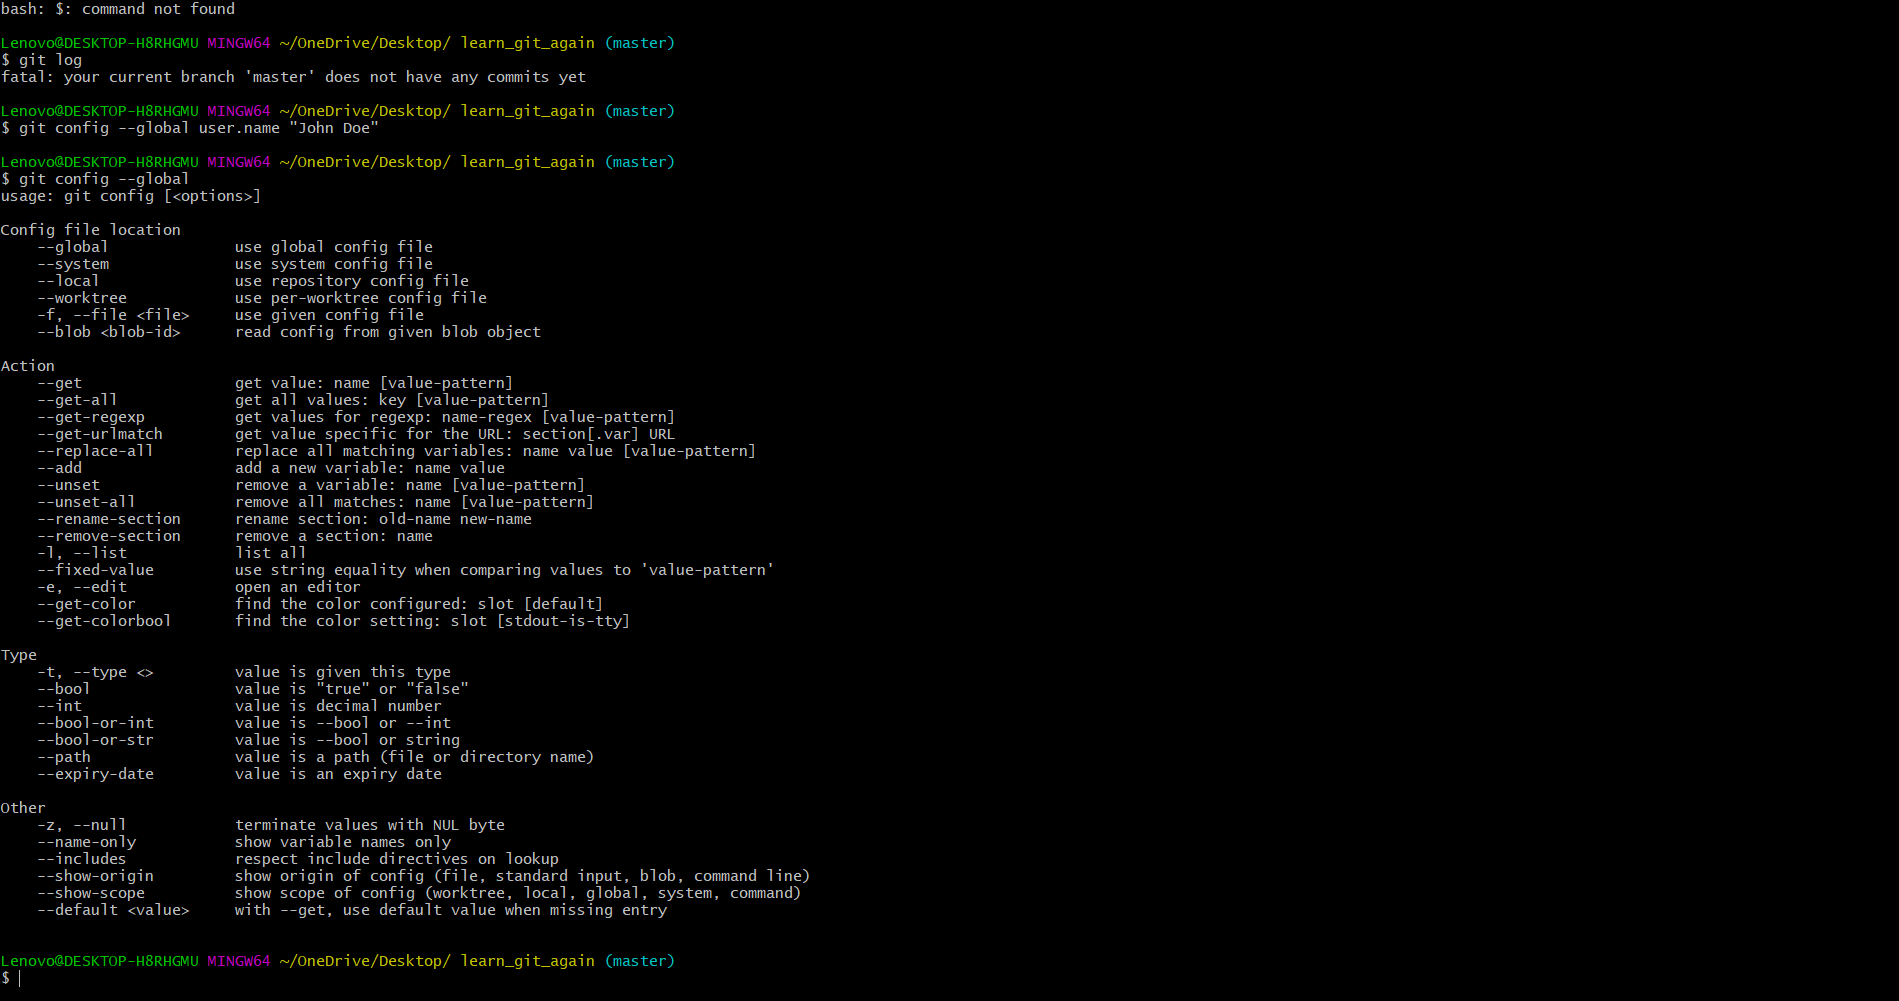 bash: $: command not found
Lenovo@DESKTOP-H8RHGMU MINGW64 ~/OneDrive/Desktop/ learn_git_again (master)
$ git log
fatal: your current branch 'master' does not have any commits yet
Lenovo@DESKTOP-H8RHGMU MINGW64 ~/OneDrive/Desktop/ learn_git_again (master)
$ git config --global user.name "John Doe"
Lenovo@DESKTOP-H8RHGMU MINGW64 ~/OneDrive/Desktop/ learn_git_again (master)
$ git config --global
usage: git config [<options>]
Config file location
    --global              use global config file
    --system              use system config file
    --local               use repository config file
    --worktree            use per-worktree config file
    -f, --file <file>     use given config file
    --blob <blob-id>      read config from given blob object
Action
    --get                 get value: name [value-pattern]
    --get-all             get all values: key [value-pattern]
    --get-regexp          get values for regexp: name-regex [value-pattern]
    --get-urlmatch        get value specific for the URL: section[.var] URL
    --replace-all         replace all matching variables: name value [value-pattern]
    --add                 add a new variable: name value
    --unset               remove a variable: name [value-pattern]
    --unset-all           remove all matches: name [value-pattern]
    --rename-section      rename section: old-name new-name
    --remove-section      remove a section: name
    -l, --list            list all
    --fixed-value         use string equality when comparing values to 'value-pattern'
    -e, --edit            open an editor
    --get-color           find the color configured: slot [default]
    --get-colorbool       find the color setting: slot [stdout-is-tty]
Type
    -t, --type <>         value is given this type
    --bool                value is "true" or "false"
    --int                 value is decimal number
    --bool-or-int         value is --bool or --int
    --bool-or-str         value is --bool or string
    --path                value is a path (file or directory name)
    --expiry-date         value is an expiry date
Other
    -z, --null            terminate values with NUL byte
    --name-only           show variable names only
    --includes            respect include directives on lookup
    --show-origin         show origin of config (file, standard input, blob, command line)
    --show-scope          show scope of config (worktree, local, global, system, command)
    --default <value>     with --get, use default value when missing entry
Lenovo@DESKTOP-H8RHGMU MINGW64 ~/OneDrive/Desktop/ learn_git_again (master)
$